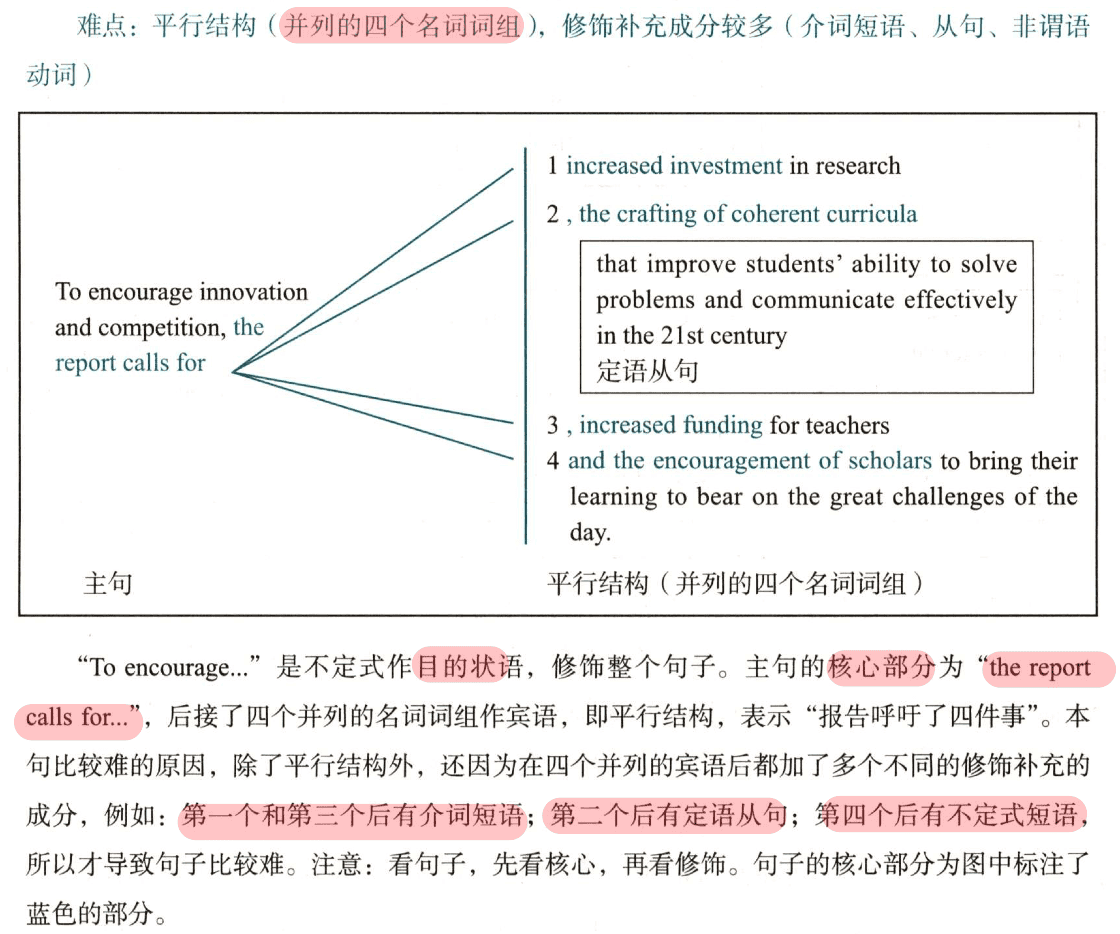 难点：平行结构（并列的四个名词词组），修饰补充成分较多（介词短语、从句、非谓语
动词）
To encourage innovation
and competition, the
report calls for
主句
1 increased investment in research
2 , the crafting of coherent curricula
that improve students’ ability to solve
problems and communicate effectively
in the 21st century
定语从句
3 , increased funding for teachers
4 and the encouragement of scholars to bring their
learning to bear on the great challenges of the
day.
平行结构（并列的四个名词词组）
“To encourage...” 是不定式作目的状语，修饰整个句子。主句的核心部分为 “the report
calls for...”，后接了四个并列的名词词组作宾语，即平行结构，表示 “报告呼吁了四件事”。本
句比较难的原因，除了平行结构外，还因为在四个并列的宾语后都加了多个不同的修饰补充的
成分，例如：第一个和第三个后有介词短语；第二个后有定语从句；第四个后有不定式短语，
所以才导致句子比较难。注意：看句子，先看核心，再看修饰。句子的核心部分为图中标注了
蓝色的部分。